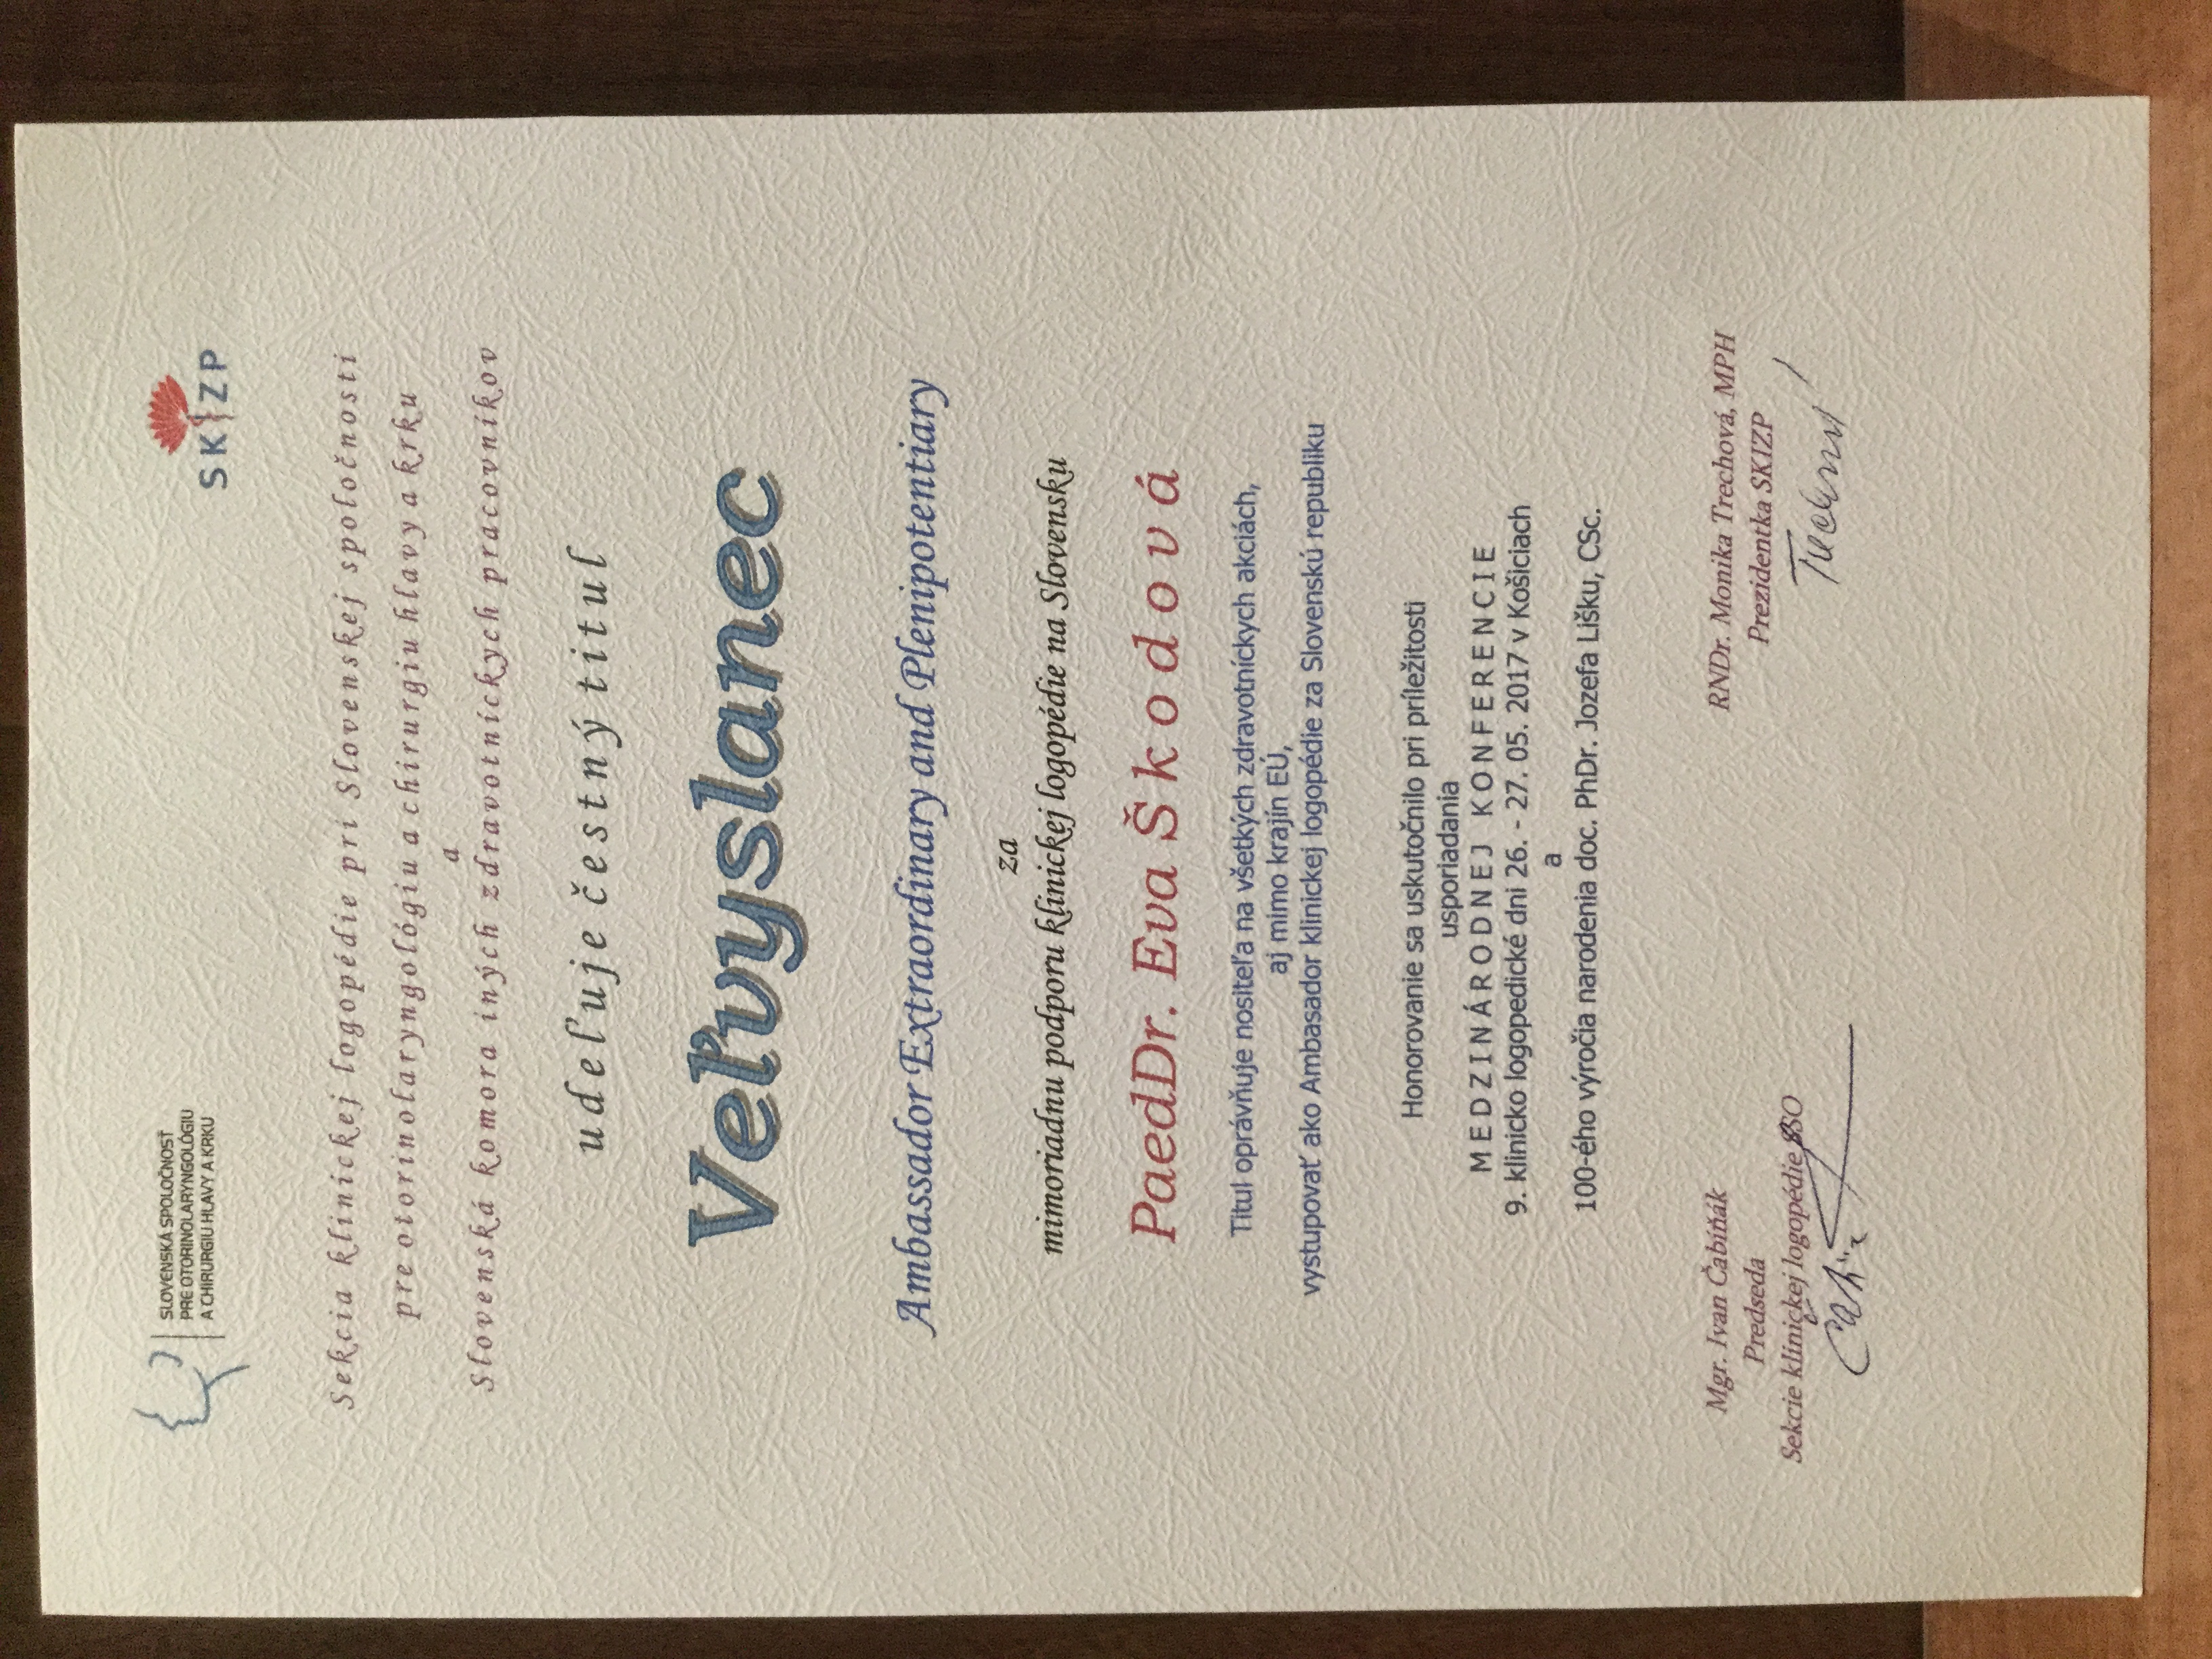 SLOVENSKÁ SPOLOČNOSŤ
PRE OTORINOLARYNGOLÓGIU
A CHIRURGIU HLAVY A KRKU
SKIZP
Sekcia klinickej logopédie pri Slovenskej spoločnosti
pre otorinolaryngológiu a chirurgiu hlavy a krku
a
Slovenská komora iných zdravotníckych pracovníkov
udeľuje čestný titul
Veľvyslanec
Ambassador Extraordinary and Plenipotentiary
za
mimoriadnu podporu klinickej logopédie na Slovensku
PaedDr. Eva Škodová
Titul oprávňuje nositeľa na všetkých zdravotníckych akciách,
aj mimo krajín EÚ,
vystupovať ako Ambasador klinickej logopédie za Slovenskú republiku
Honorovanie sa uskutočnilo pri príležitosti
usporiadania
MEDZINÁRODNEJ KONFERENCIE
9. klinicko logopedické dni 26. - 27. 05. 2017 v Košiciach
a
100-ého výročia narodenia doc. PhDr. Jozefa Lišku, CSc.
Mgr. Ivan Čabiňák
Predseda
Sekcie klinickej logopédie SSO
RNDr. Monika Trechová, MPH
Prezidentka SKIZP